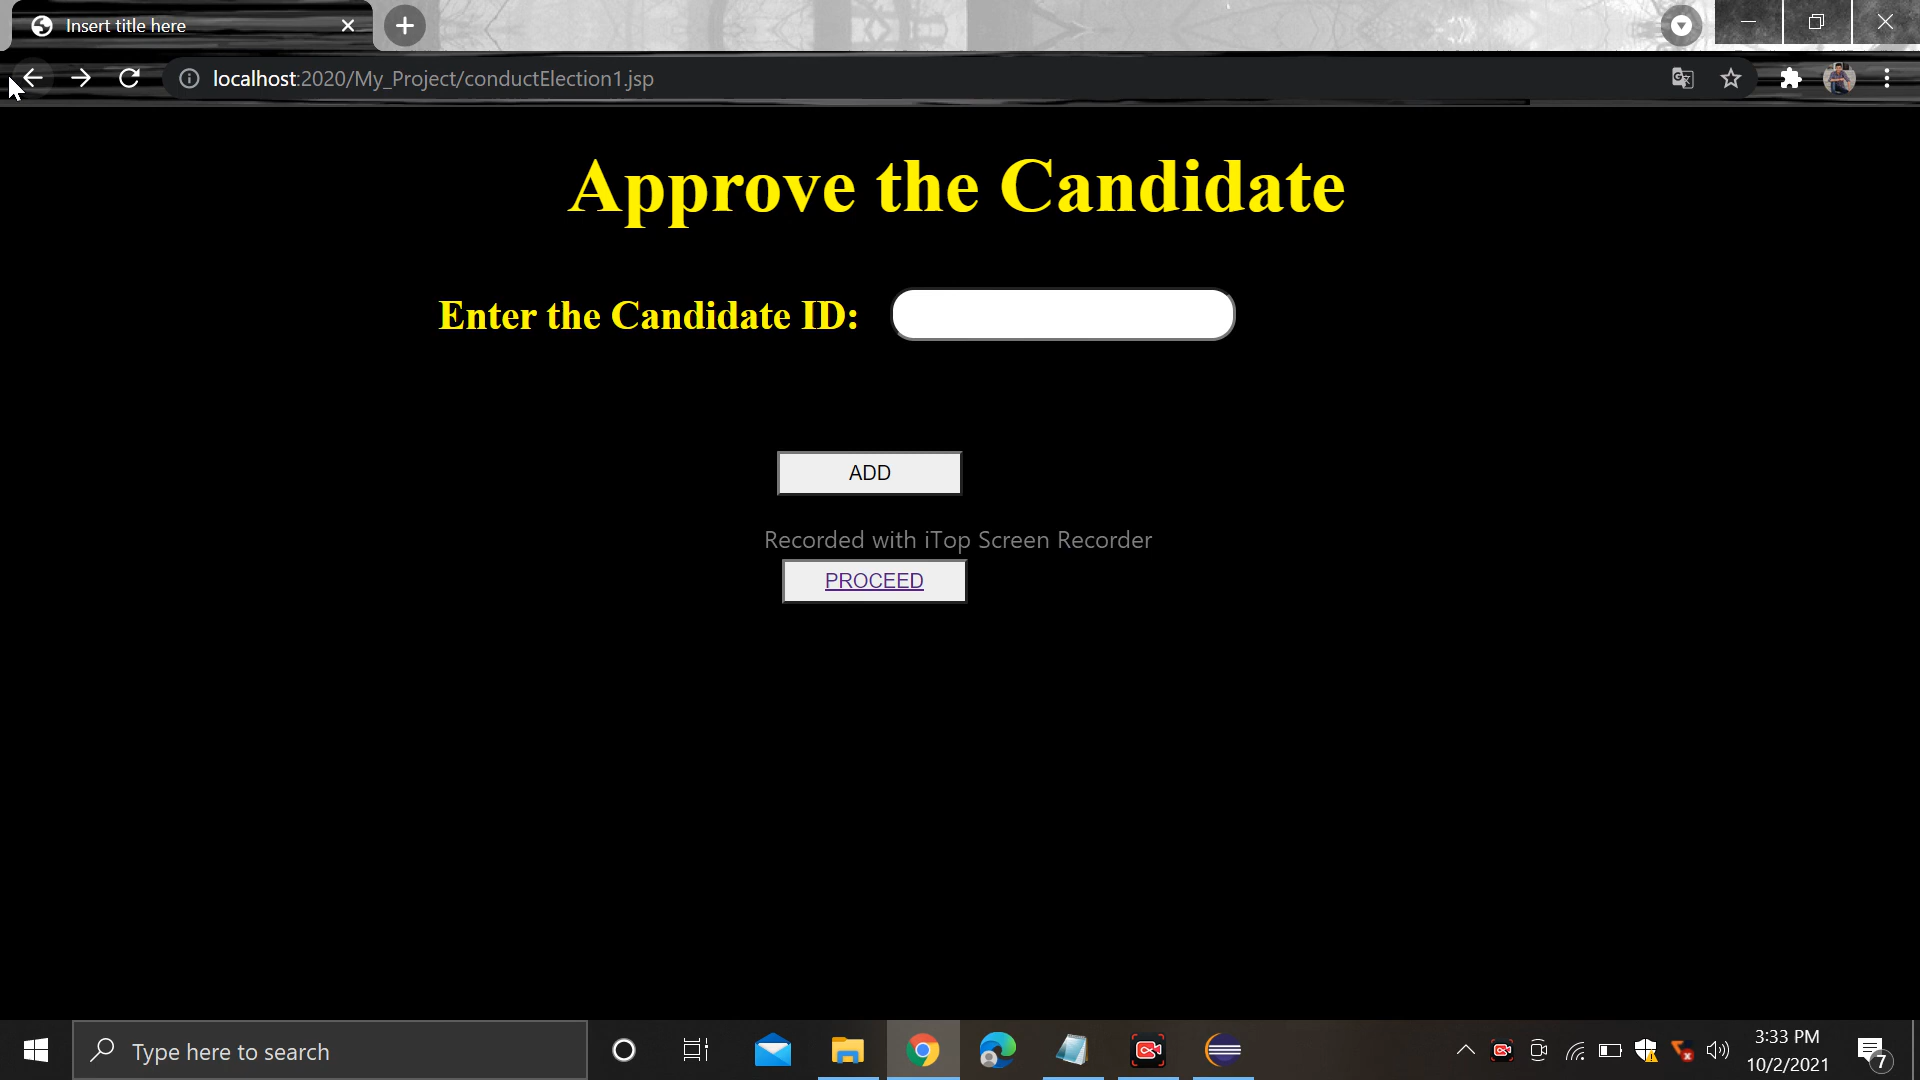 Insert title here
localhost:2020/My_Project/conductElection1.jsp
Approve the Candidate
Enter the Candidate ID:
ADD
Recorded with iTop Screen Recorder
PROCEED
Type here to search
3:33 PM
10/2/2021
7